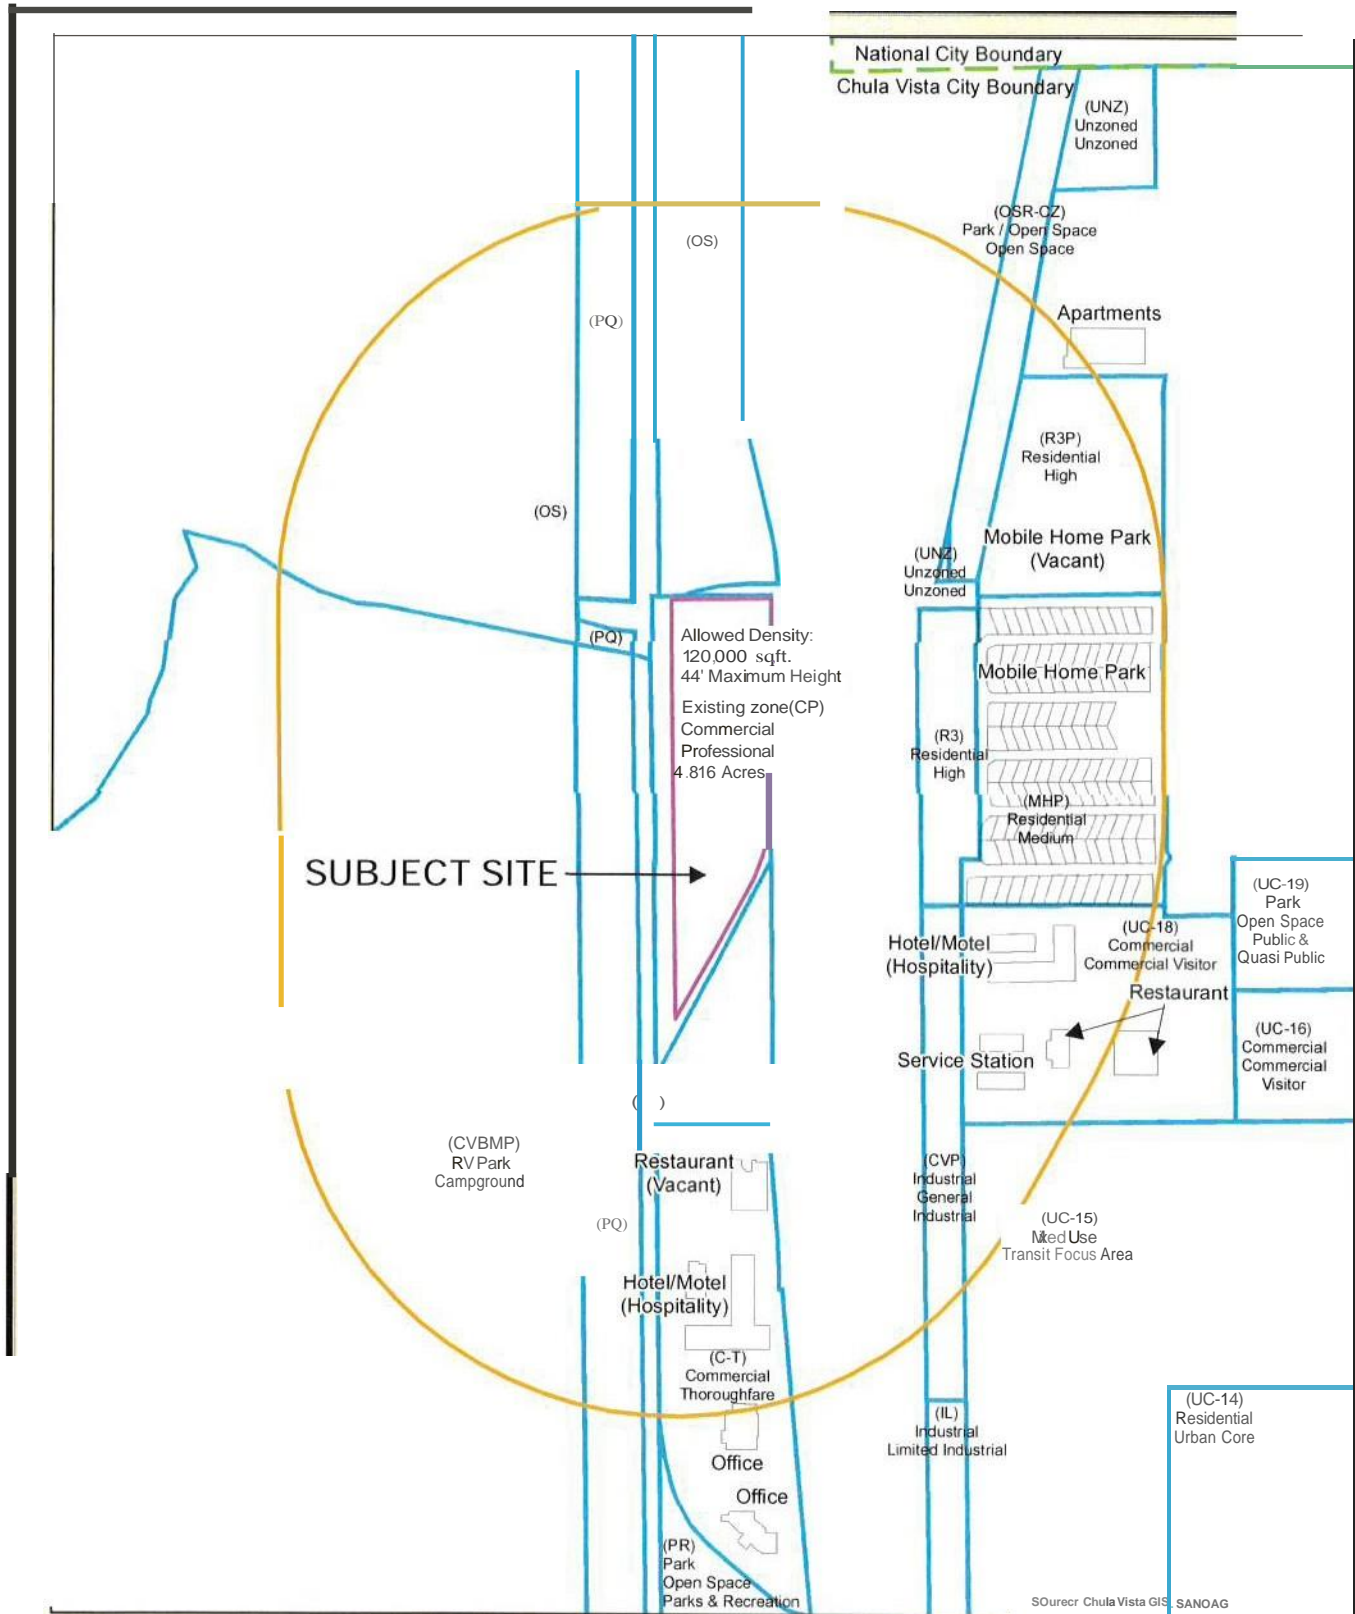 National City Boundary
Chula Vista City Boundary
(UNZ)
Unzoned
Unzoned
(OSR-CZ)
Park / Open Space
Open Space
(OS)
(PQ)
Apartments
(R3P)
Residential
High
(OS)
Mobile Home Park
(Vacant)
(UNZ)
Unzoned
Unzoned
(PQ)
Allowed Density:
120,000 sqft.
44' Maximum Height
Existing zone(CP)
Commercial
Professional
4.816 Acres
Mobile Home Park
(R3)
Residential
High
(MHP)
Residential
Medium
SUBJECT SITE
(UC-19)
Park
Open Space
Public &
Quasi Public
Hotel/Motel
(Hospitality)
(UC-18)
Commercial
Commercial Visitor
Restaurant
(UC-16)
Commercial
Commercial
Visitor
Service Station
( )
(CVBMP)
RV Park
Campground
Restaurant
(Vacant)
(CVP)
Industrial
General
Industrial
(PQ)
(UC-15)
Use
Transit Focus Area
Hotel/Motel
(Hospitality)
(C-T)
Commercial
Thoroughfare
(IL)
Industrial
Limited Industrial
(UC-14)
Residential
Urban Core
Office
Office
(PR)
Park
Open Space
Parks & Recreation
SOurecr Chula Vista GIS, SANOAG